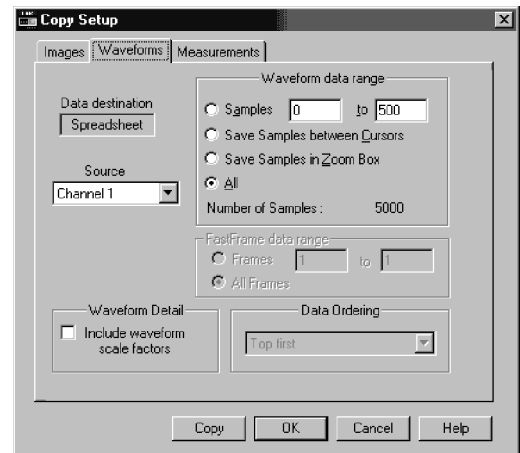 Copy Setup
Images Waveforms Measurements
Waveform data range
Data destination
Spreadsheet
Samples 0 to 500
Save Samples between Cursors
Save Samples in Zoom Box
Source
Channel 1
All
Number of Samples : 5000
FastFrame data range
Frames 1 to 1
All Frames
Waveform Detail
Include waveform
scale factors
Data Ordering
Top first
Copy OK Cancel Help